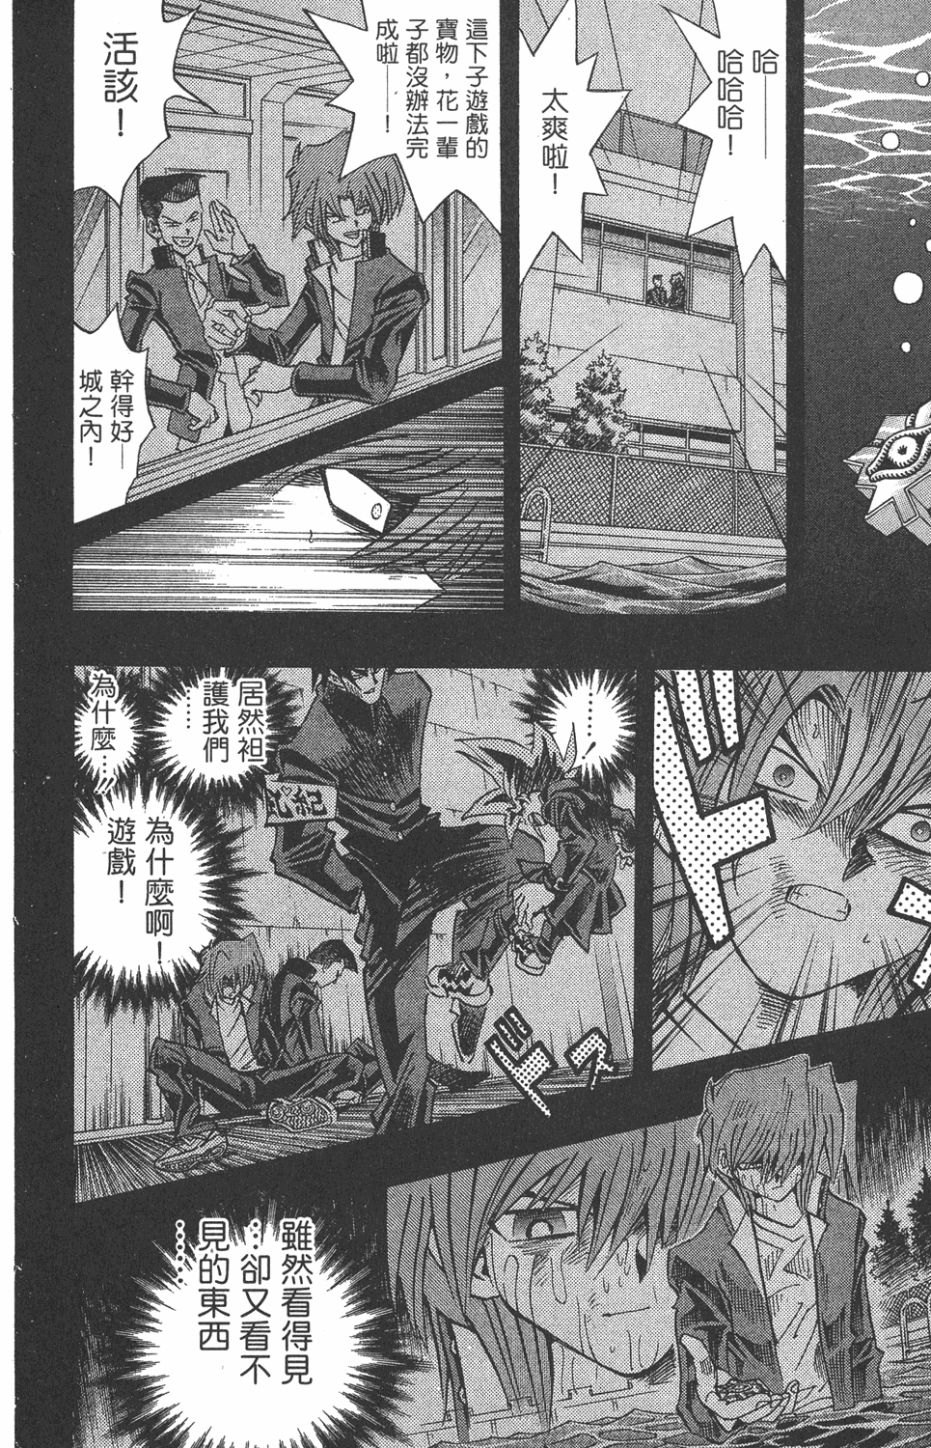 哈——
哈哈哈！
太爽啦！
這下子遊戲的
寶物，花一輩
子都沒辦法完
成啦——！
活該！
幹得好——
城之內！
……！
居然袒
護我們
……
為什麼…!!
為什麼啊！
遊戲！
雖然看得見
…卻又看不
見的東西
……